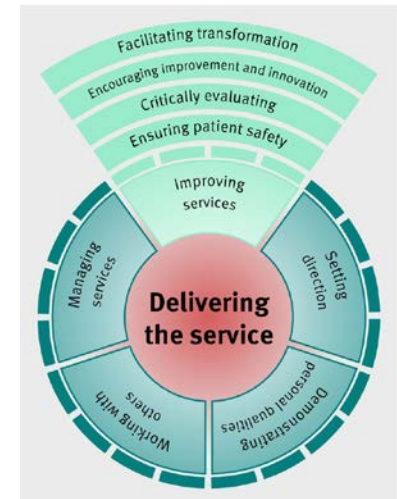 Facilitating transformation
Encouraging improvement and innovation
Critically evaluating
Ensuring patient safety
Improving
services
Setting
direction
Demonstrating
personal qualities
Working with
others
Managing
services
Delivering
the service